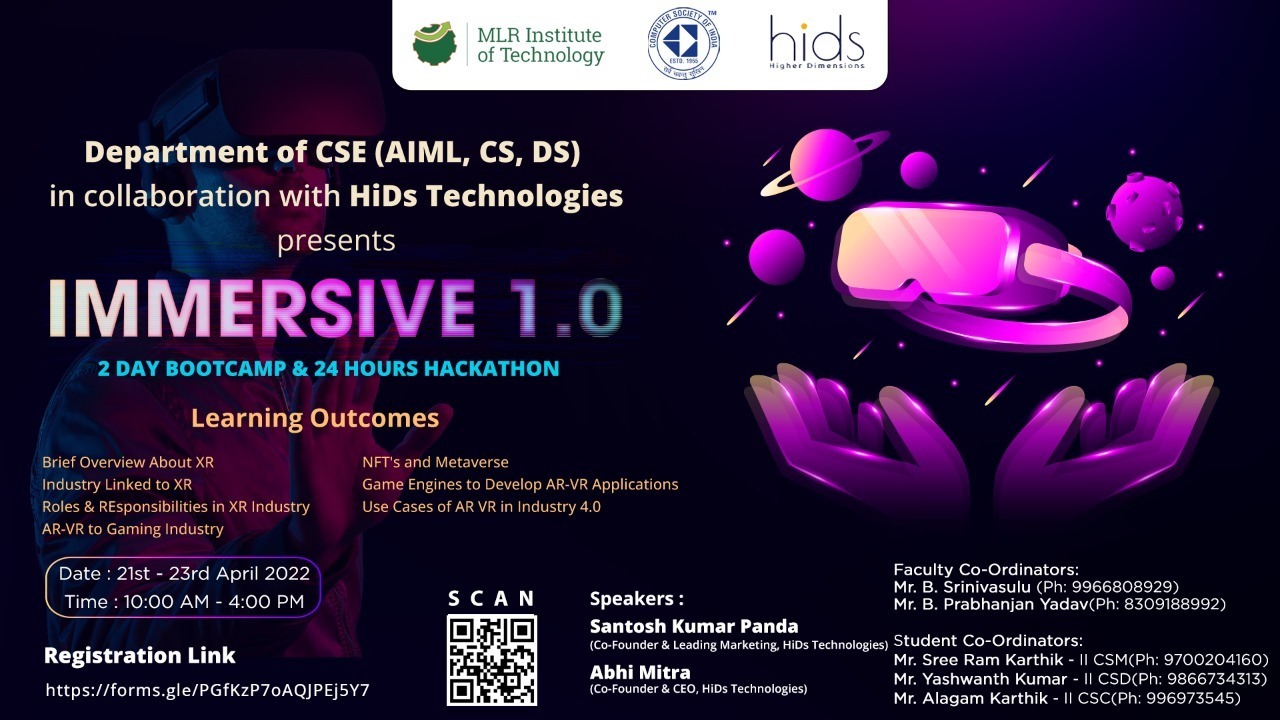 MLR Institute
of Technology
COMPUTER SOCIETY OF INDIA
TM
ESTD. 1955
hids
Higher Dimensions
Department of CSE (AIML, CS, DS)
in collaboration with HiDs Technologies
presents
IMMERSIVE 1.0
2 DAY BOOTCAMP & 24 HOURS HACKATHON
Learning Outcomes
Brief Overview About XR
Industry Linked to XR
Roles & REsponsibilities in XR Industry
AR-VR to Gaming Industry
NFT's and Metaverse
Game Engines to Develop AR-VR Applications
Use Cases of AR VR in Industry 4.0
Date : 21st - 23rd April 2022
Time : 10:00 AM - 4:00 PM
Registration Link
https://forms.gle/PGfKzP7oAQJPEj5Y7
SCAN
Speakers :
Santosh Kumar Panda
(Co-Founder & Leading Marketing, HiDs Technologies)
Abhi Mitra
(Co-Founder & CEO, HiDs Technologies)
Faculty Co-Ordinators:
Mr. B. Srinivasulu (Ph: 9966808929)
Mr. B. Prabhanjan Yadav(Ph: 8309188992)
Student Co-Ordinators:
Mr. Sree Ram Karthik - II CSM(Ph: 9700204160)
Mr. Yashwanth Kumar - II CSD(Ph: 9866734313)
Mr. Alagam Karthik - II CSC(Ph: 996973545)